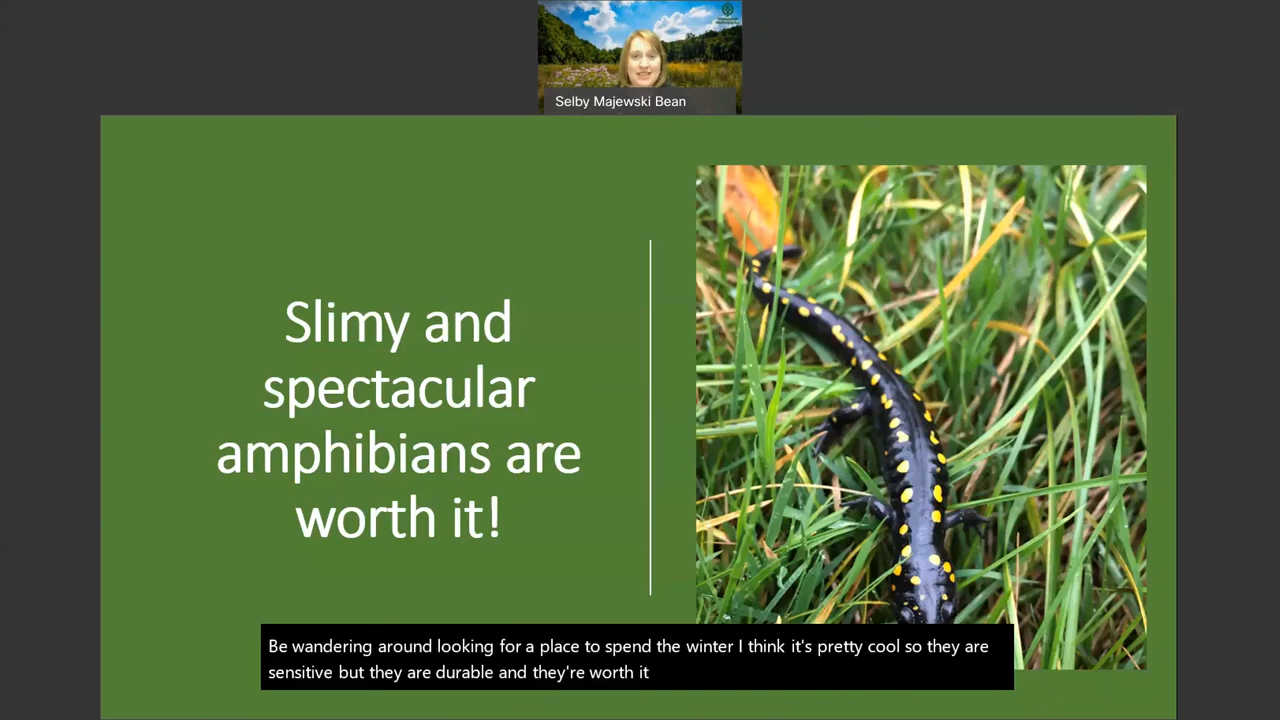 Selby Majewski Bean
Slimy and
spectacular
amphibians are
worth it!
Be wandering around looking for a place to spend the winter I think it's pretty cool so they are
sensitive but they are durable and they're worth it